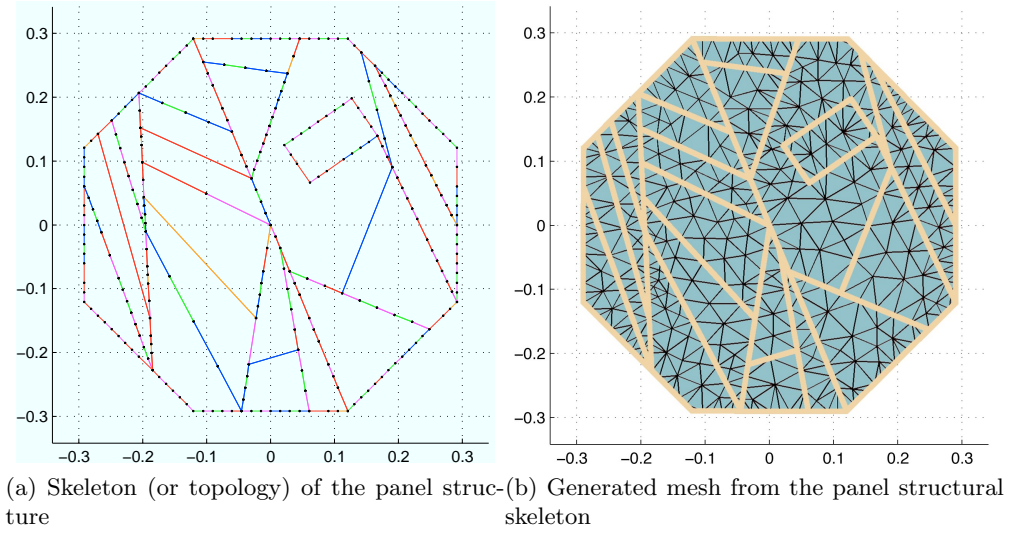 0.3
0.2
0.1
0
−0.1
−0.2
−0.3
−0.3 −0.2 −0.1 0 0.1 0.2 0.3
0.3
0.2
0.1
0
−0.1
−0.2
−0.3
−0.3 −0.2 −0.1 0 0.1 0.2 0.3
(a) Skeleton (or topology) of the panel struc-
ture
(b) Generated mesh from the panel structural
skeleton